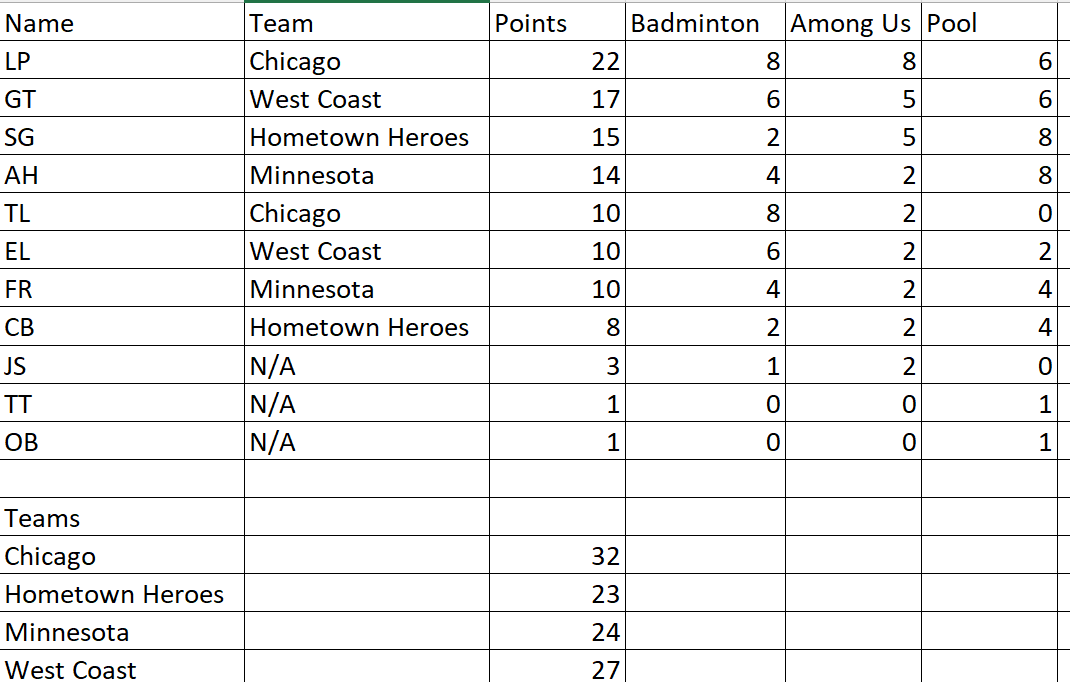 Name Team Points Badminton Among Us Pool
LP Chicago 22 8 8 6
GT West Coast 17 6 5 6
SG Hometown Heroes 15 2 5 8
AH Minnesota 14 4 2 8
TL Chicago 10 8 2 0
EL West Coast 10 6 2 2
FR Minnesota 10 4 2 4
CB Hometown Heroes 8 2 2 4
JS N/A 3 1 2 0
TT N/A 1 0 0 1
OB N/A 1 0 0 1
Teams
Chicago 32
Hometown Heroes 23
Minnesota 24
West Coast 27